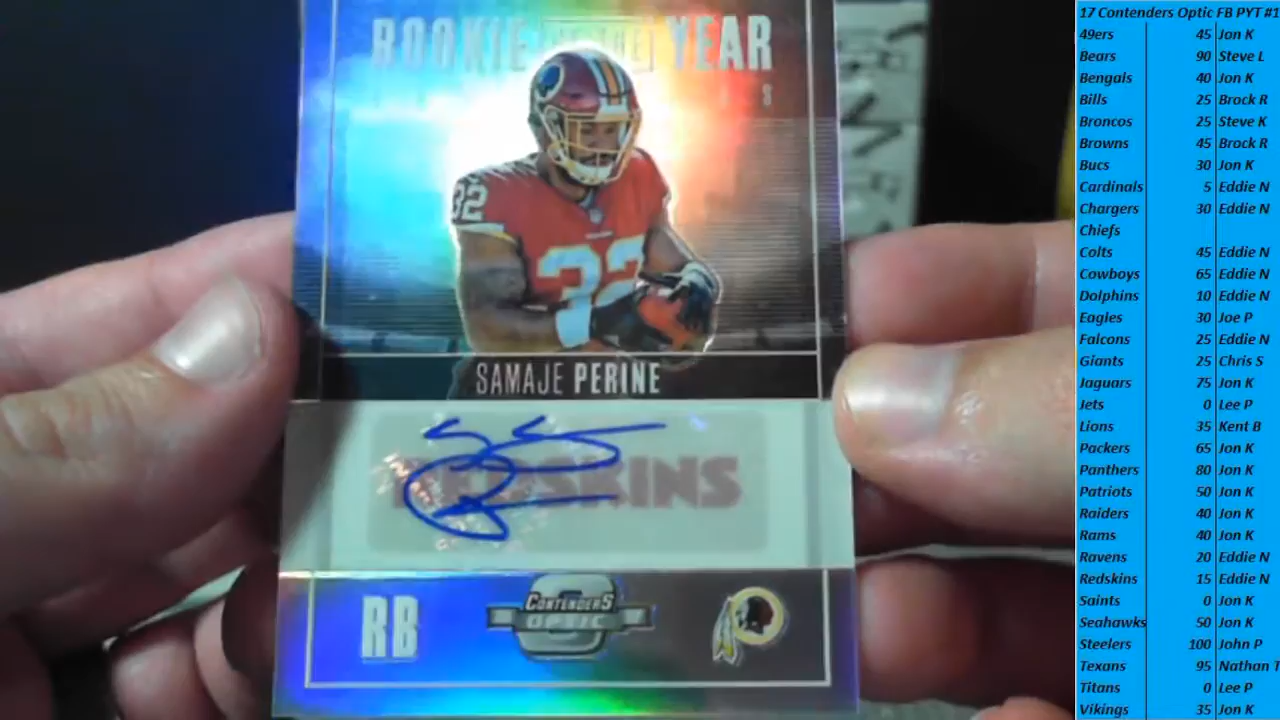 ROOKIE OF THE YEAR
32
32
SAMAJE PERINE
REDSKINS
RB
CONTENDERS
OPTIC
17 Contenders Optic FB PYT #1
49ers 45 Jon K
Bears 90 Steve L
Bengals 40 Jon K
Bills 25 Brock R
Broncos 25 Steve K
Browns 45 Brock R
Bucs 30 Jon K
Cardinals 5 Eddie N
Chargers 30 Eddie N
Chiefs
Colts 45 Eddie N
Cowboys 65 Eddie N
Dolphins 10 Eddie N
Eagles 30 Joe P
Falcons 25 Eddie N
Giants 25 Chris S
Jaguars 75 Jon K
Jets 0 Lee P
Lions 35 Kent B
Packers 65 Jon K
Panthers 80 Jon K
Patriots 50 Jon K
Raiders 40 Jon K
Rams 40 Jon K
Ravens 20 Eddie N
Redskins 15 Eddie N
Saints 0 Jon K
Seahawks 50 Jon K
Steelers 100 John P
Texans 95 Nathan T
Titans 0 Lee P
Vikings 35 Jon K